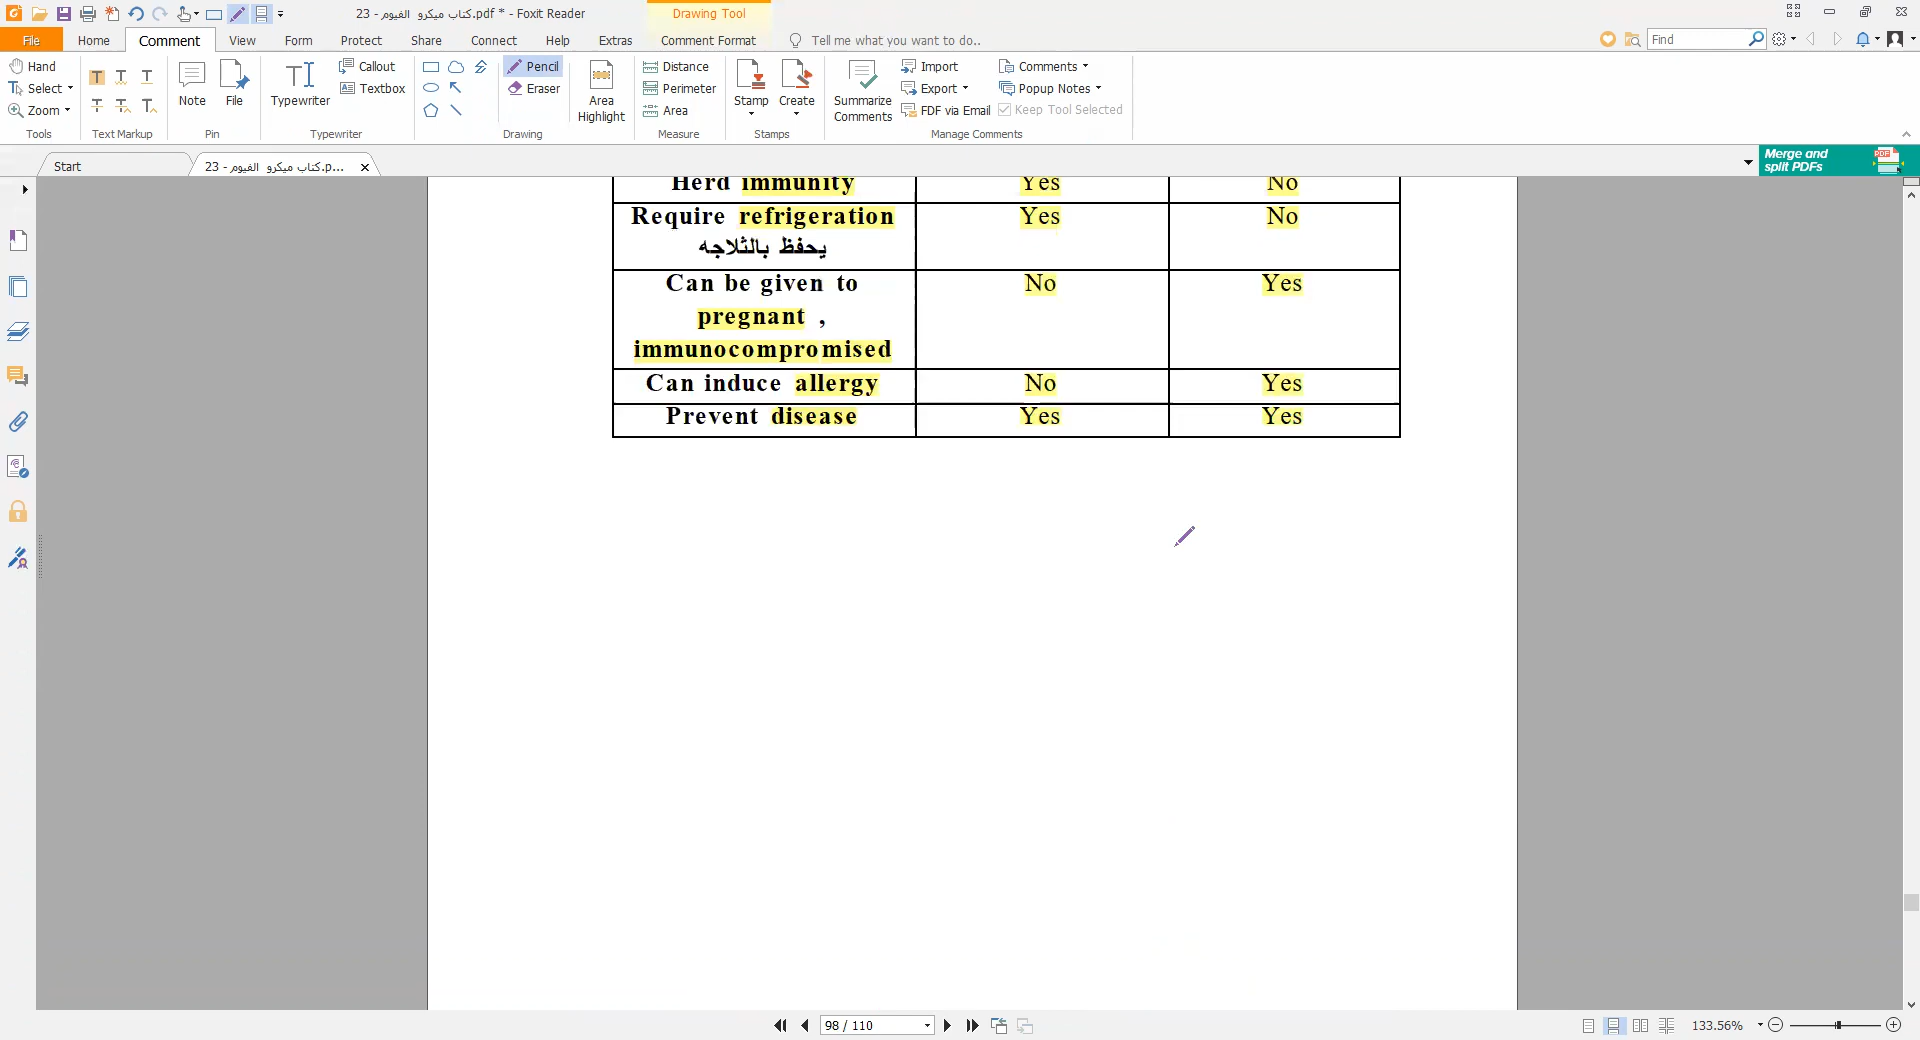 كتاب ميكرو الفيوم - 23.pdf * - Foxit Reader
Drawing Tool
File Home Comment View Form Protect Share Connect Help Extras Comment Format Tell me what you want to do.. Find
Hand
Select
Zoom
Tools
Text Markup
Note
File
Pin
Typewriter
Callout
Textbox
Typewriter
Pencil
Eraser
Drawing
Area
Highlight
Distance
Perimeter
Area
Measure
Stamp
Create
Stamps
Summarize
Comments
Import
Export
FDF via Email
Comments
Popup Notes
Keep Tool Selected
Manage Comments
Start
كتاب ميكرو الفيوم - 23.p...
Merge and
split PDFs
Herd immunity Yes No
Require refrigeration Yes No
يحفظ بالثلاجه
Can be given to No Yes
pregnant ,
immunocompromised
Can induce allergy No Yes
Prevent disease Yes Yes
98 / 110
133.56%